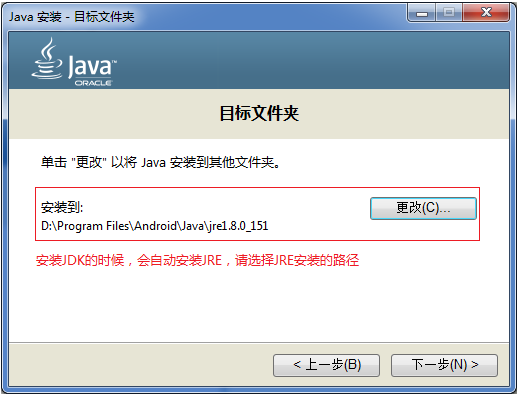 Java 安装 - 目标文件夹
Java™
ORACLE
目标文件夹
单击 "更改" 以将 Java 安装到其他文件夹。
安装到:
更改(C)...
D:\Program Files\Android\Java\jre1.8.0_151
安装JDK的时候，会自动安装JRE，请选择JRE安装的路径
< 上一步(B)
下一步(N) >